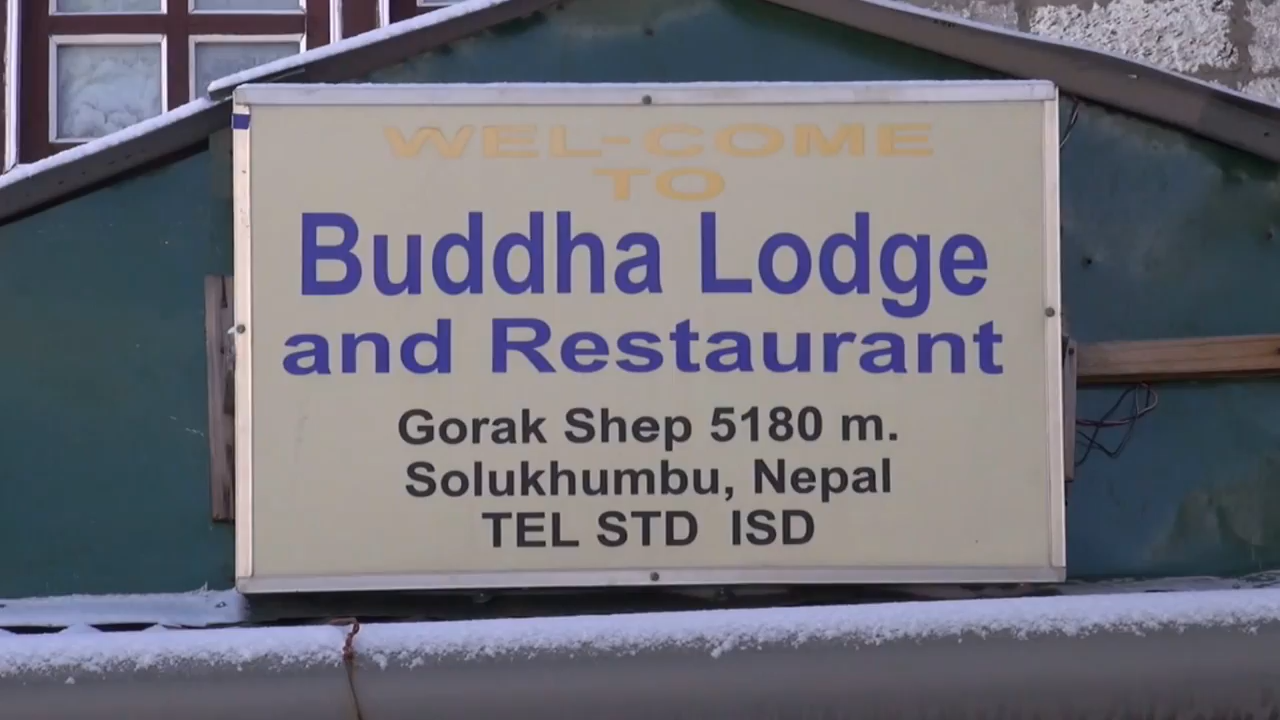 WEL-COME
TO
Buddha Lodge
and Restaurant
Gorak Shep 5180 m.
Solukhumbu, Nepal
TEL STD ISD